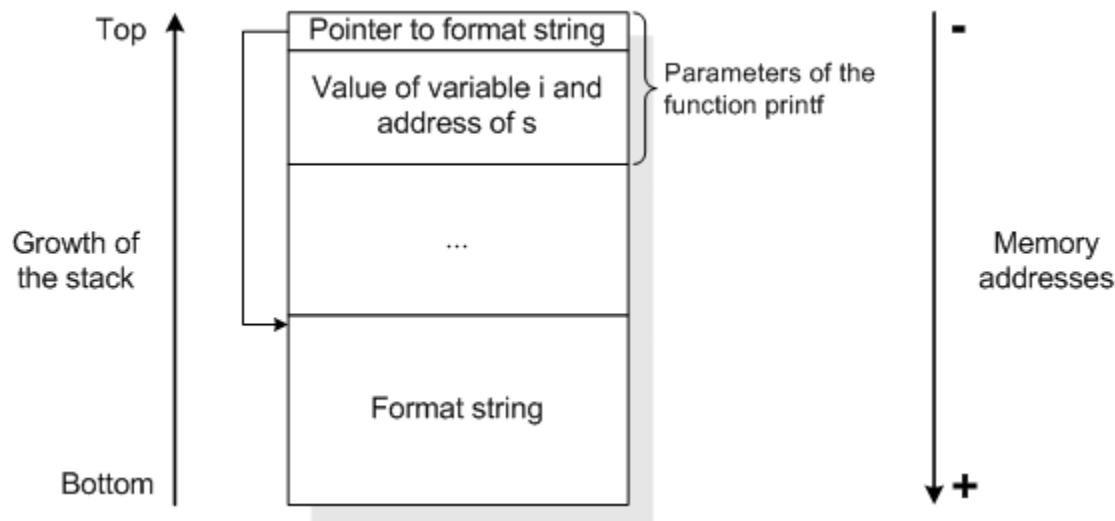 Top
Pointer to format string
-
Value of variable i and
address of s
Parameters of the
function printf
Growth of
the stack
...
Memory
addresses
Format string
Bottom
+